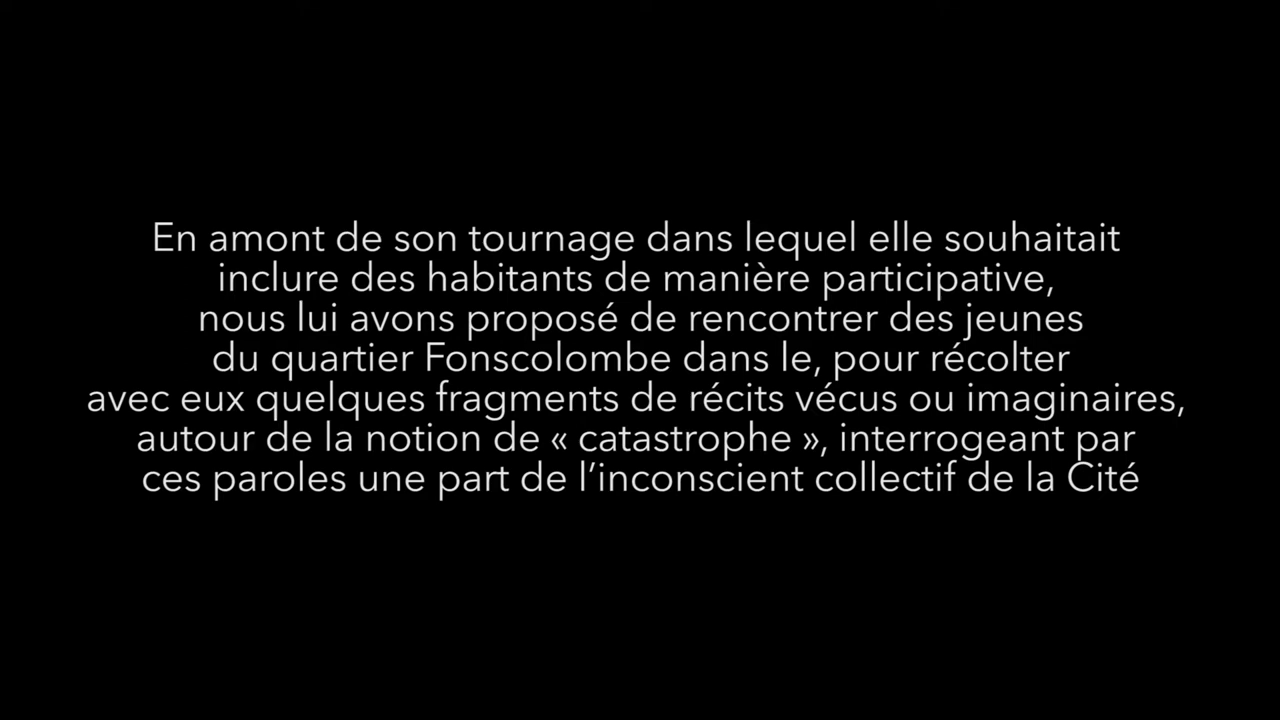 En amont de son tournage dans lequel elle souhaitait
inclure des habitants de manière participative,
nous lui avons proposé de rencontrer des jeunes
du quartier Fonscolombe dans le, pour récolter
avec eux quelques fragments de récits vécus ou imaginaires,
autour de la notion de « catastrophe », interrogeant par
ces paroles une part de l’inconscient collectif de la Cité